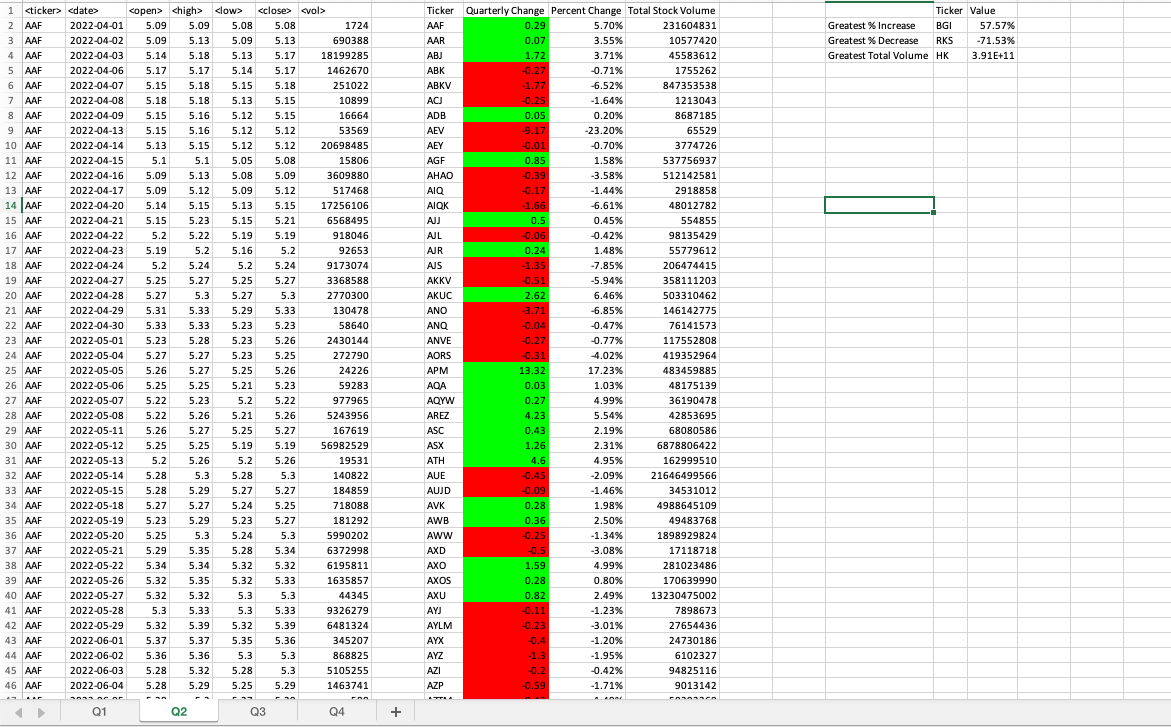 1 <ticker> <date> <open> <high> <low> <close> <vol> Ticker Quarterly Change Percent Change Total Stock Volume Ticker Value
2 AAF 2022-04-01 5.09 5.09 5.08 5.08 1724 AAF 0.29 5.70% 231604831 Greatest % Increase BGI 57.57%
3 AAF 2022-04-02 5.09 5.13 5.09 5.13 690388 AAR 0.07 3.55% 10577420 Greatest % Decrease RKS -71.53%
4 AAF 2022-04-03 5.14 5.18 5.13 5.17 18199285 ABJ 1.72 3.71% 45583612 Greatest Total Volume HK 3.91E+11
5 AAF 2022-04-06 5.17 5.17 5.14 5.17 1462670 ABK -0.27 -0.71% 1755262
6 AAF 2022-04-07 5.15 5.18 5.15 5.18 251022 ABKV -1.77 -6.52% 847353538
7 AAF 2022-04-08 5.18 5.18 5.13 5.15 10899 ACJ -0.25 -1.64% 1213043
8 AAF 2022-04-09 5.15 5.16 5.12 5.15 16664 ADB 0.05 0.20% 8687185
9 AAF 2022-04-13 5.15 5.16 5.12 5.12 53569 AEV -9.17 -23.20% 65529
10 AAF 2022-04-14 5.13 5.15 5.12 5.12 20698485 AEY -0.01 -0.70% 3774726
11 AAF 2022-04-15 5.1 5.1 5.05 5.08 15806 AGF 0.85 1.58% 537756937
12 AAF 2022-04-16 5.09 5.13 5.08 5.09 3609880 AHAO -0.39 -3.58% 512142581
13 AAF 2022-04-17 5.09 5.12 5.09 5.12 517468 AIQ -0.17 -1.44% 2918858
14 AAF 2022-04-20 5.14 5.15 5.13 5.15 17256106 AIQK -1.66 -6.61% 48012782
15 AAF 2022-04-21 5.15 5.23 5.15 5.21 6568495 AJJ 0.5 0.45% 554855
16 AAF 2022-04-22 5.2 5.22 5.19 5.19 918046 AJL -0.06 -0.42% 98135429
17 AAF 2022-04-23 5.19 5.2 5.16 5.2 92653 AJR 0.24 1.48% 55779612
18 AAF 2022-04-24 5.2 5.24 5.2 5.24 9173074 AJS -1.35 -7.85% 206474415
19 AAF 2022-04-27 5.25 5.27 5.25 5.27 3368588 AKKV -0.51 -5.94% 358111203
20 AAF 2022-04-28 5.27 5.3 5.27 5.3 2770300 AKUC 2.62 6.46% 503310462
21 AAF 2022-04-29 5.31 5.33 5.29 5.33 130478 ANO -3.71 -6.85% 146142775
22 AAF 2022-04-30 5.33 5.33 5.23 5.23 58640 ANQ -0.04 -0.47% 76141573
23 AAF 2022-05-01 5.23 5.28 5.23 5.26 2430144 ANVE -0.27 -0.77% 117552808
24 AAF 2022-05-04 5.27 5.27 5.23 5.25 272790 AORS -0.31 -4.02% 419352964
25 AAF 2022-05-05 5.26 5.27 5.25 5.26 24226 APM 13.32 17.23% 483459885
26 AAF 2022-05-06 5.25 5.25 5.21 5.23 59283 AQA 0.03 1.03% 48175139
27 AAF 2022-05-07 5.22 5.23 5.2 5.22 977965 AQYW 0.27 4.99% 36190478
28 AAF 2022-05-08 5.22 5.26 5.21 5.26 5243956 AREZ 4.23 5.54% 42853695
29 AAF 2022-05-11 5.26 5.27 5.25 5.27 167619 ASC 0.43 2.19% 68080586
30 AAF 2022-05-12 5.25 5.25 5.19 5.19 56982529 ASX 1.26 2.31% 6878806422
31 AAF 2022-05-13 5.2 5.26 5.2 5.26 19531 ATH 4.6 4.95% 162999510
32 AAF 2022-05-14 5.28 5.3 5.28 5.3 140822 AUE -0.45 -2.09% 21646499566
33 AAF 2022-05-15 5.28 5.29 5.27 5.27 184859 AUJD -0.09 -1.46% 34531012
34 AAF 2022-05-18 5.27 5.27 5.24 5.25 718088 AVK 0.28 1.98% 4988645109
35 AAF 2022-05-19 5.23 5.29 5.23 5.27 181292 AWB 0.36 2.50% 49483768
36 AAF 2022-05-20 5.25 5.3 5.24 5.3 5990202 AWW -0.25 -1.34% 1898929824
37 AAF 2022-05-21 5.29 5.35 5.28 5.34 6372998 AXD -0.5 -3.08% 17118718
38 AAF 2022-05-22 5.34 5.34 5.32 5.32 6195811 AXO 1.59 4.99% 281023486
39 AAF 2022-05-26 5.32 5.35 5.32 5.33 1635857 AXOS 0.28 0.80% 170639990
40 AAF 2022-05-27 5.32 5.32 5.3 5.3 44345 AXU 0.82 2.49% 13230475002
41 AAF 2022-05-28 5.3 5.33 5.3 5.33 9326279 AYJ -0.11 -1.23% 7898673
42 AAF 2022-05-29 5.32 5.39 5.32 5.39 6481324 AYLM -0.23 -3.01% 27654436
43 AAF 2022-06-01 5.37 5.37 5.35 5.36 345207 AYX -0.4 -1.20% 24730186
44 AAF 2022-06-02 5.36 5.36 5.3 5.3 868825 AYZ -1.3 -1.95% 6102327
45 AAF 2022-06-03 5.28 5.32 5.28 5.3 5105255 AZI -0.2 -0.42% 94825116
46 AAF 2022-06-04 5.28 5.29 5.25 5.29 1463741 AZP -0.59 -1.71% 9013142
Q1 Q2 Q3 Q4 +